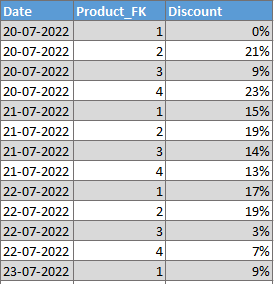 Date Product_FK Discount
20-07-2022 1 0%
20-07-2022 2 21%
20-07-2022 3 9%
20-07-2022 4 23%
21-07-2022 1 15%
21-07-2022 2 19%
21-07-2022 3 14%
21-07-2022 4 13%
22-07-2022 1 17%
22-07-2022 2 19%
22-07-2022 3 3%
22-07-2022 4 7%
23-07-2022 1 9%